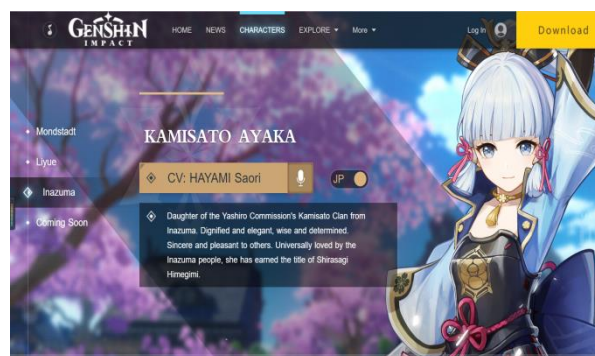 GENSHIN
IMPACT
HOME NEWS CHARACTERS EXPLORE More Log In Download
Mondstadt
Liyue
Inazuma
Coming Soon
KAMISATO AYAKA
CV: HAYAMI Saori JP
Daughter of the Yashiro Commission's Kamisato Clan from
Inazuma. Dignified and elegant, wise and determined.
Sincere and pleasant to others. Universally loved by the
Inazuma people, she has earned the title of Shirasagi
Himegimi.